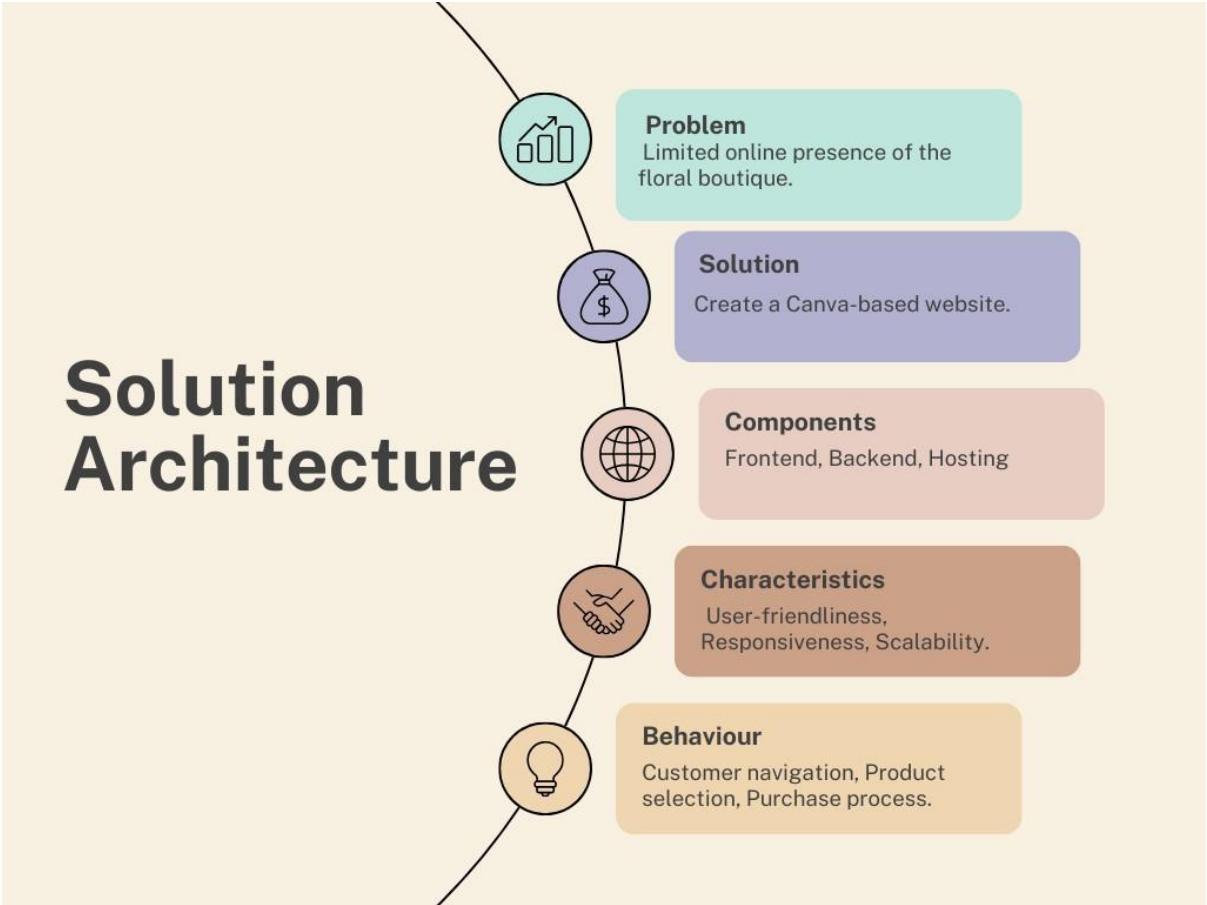 Solution
Architecture
Problem
Limited online presence of the
floral boutique.
Solution
Create a Canva-based website.
Components
Frontend, Backend, Hosting
Characteristics
User-friendliness,
Responsiveness, Scalability.
Behaviour
Customer navigation, Product
selection, Purchase process.
$